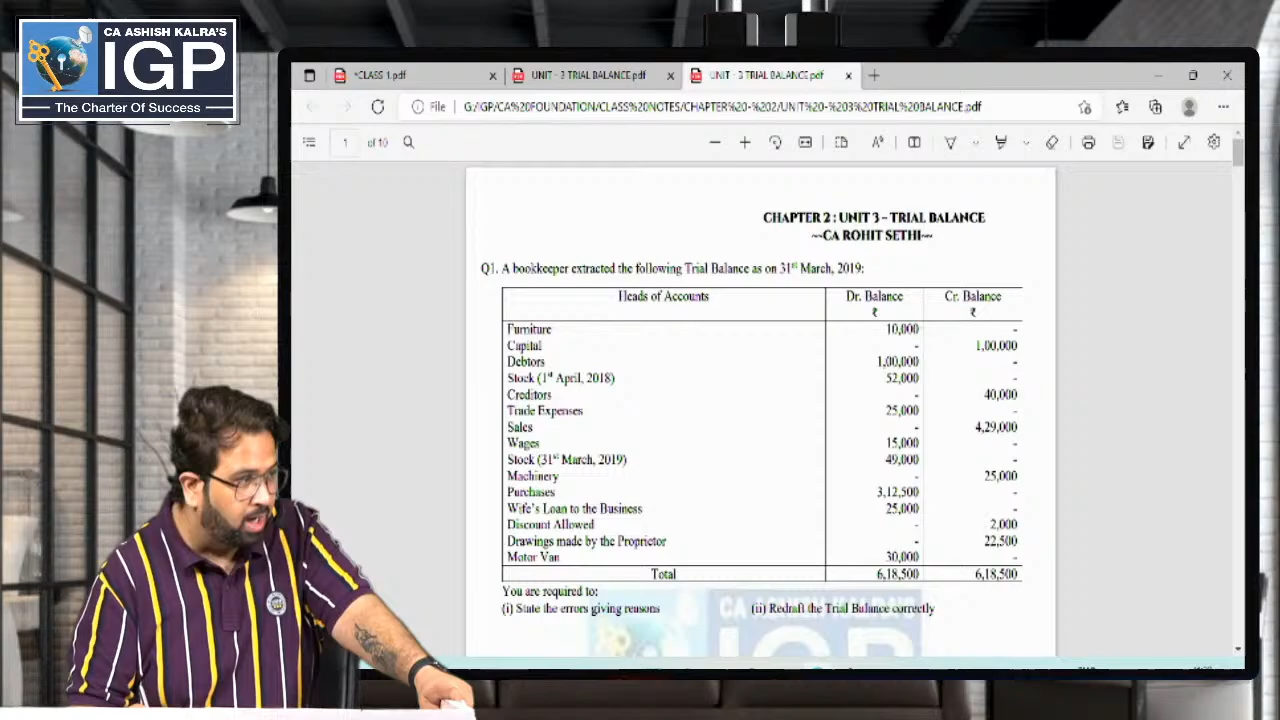 CA ASHISH KALRA'S
IGP
The Charter Of Success
*CLASS 1.pdf
UNIT - 3 TRIAL BALANCE.pdf
UNIT - 3 TRIAL BALANCE.pdf
File G:/IGP/CA%20FOUNDATION/CLASS%20NOTES/CHAPTER%20-%202/UNIT%20-%203%20TRIAL%20BALANCE.pdf
1 of 10
CHAPTER 2 : UNIT 3 – TRIAL BALANCE
~~CA ROHIT SETHI~~
Q1. A bookkeeper extracted the following Trial Balance as on 31st March, 2019:
Heads of Accounts Dr. Balance ₹ Cr. Balance ₹
Furniture 10,000 -
Capital - 1,00,000
Debtors 1,00,000 -
Stock (1st April, 2018) 52,000 -
Creditors - 40,000
Trade Expenses 25,000 -
Sales - 4,29,000
Wages 15,000 -
Stock (31st March, 2019) 49,000 -
Machinery - 25,000
Purchases 3,12,500 -
Wife's Loan to the Business 25,000 -
Discount Allowed - 2,000
Drawings made by the Proprietor - 22,500
Motor Van 30,000 -
Total 6,18,500 6,18,500
You are required to:
(i) State the errors giving reasons (ii) Redraft the Trial Balance correctly
CA ASHISH KALRA'S
IGP